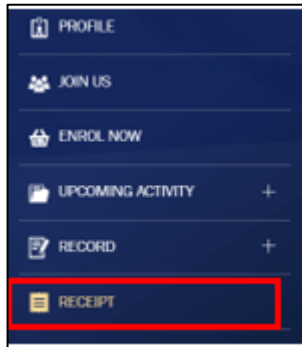 PROFILE
JOIN US
ENROL NOW
UPCOMING ACTIVITY +
RECORD +
RECEIPT